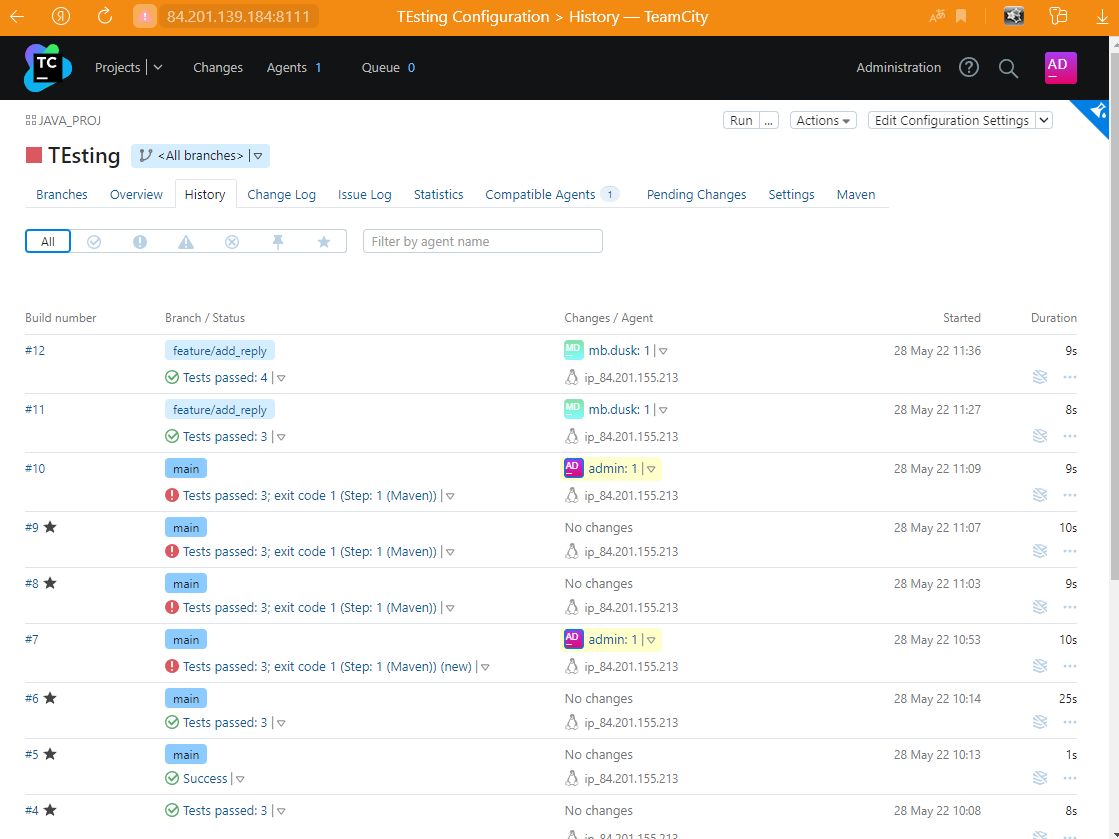 84.201.139.184:8111 TEsting Configuration > History — TeamCity
TC Projects Changes Agents 1 Queue 0 Administration ? AD
JAVA_PROJ Run ... Actions Edit Configuration Settings
TEsting <All branches>
Branches Overview History Change Log Issue Log Statistics Compatible Agents 1 Pending Changes Settings Maven
All Filter by agent name
Build number Branch / Status Changes / Agent Started Duration
#12 feature/add_reply MD mb.dusk: 1 28 May 22 11:36 9s
Tests passed: 4 ip_84.201.155.213 ...
#11 feature/add_reply MD mb.dusk: 1 28 May 22 11:27 8s
Tests passed: 3 ip_84.201.155.213 ...
#10 main AD admin: 1 28 May 22 11:09 9s
Tests passed: 3; exit code 1 (Step: 1 (Maven)) ip_84.201.155.213 ...
#9 main No changes 28 May 22 11:07 10s
Tests passed: 3; exit code 1 (Step: 1 (Maven)) ip_84.201.155.213 ...
#8 main No changes 28 May 22 11:03 9s
Tests passed: 3; exit code 1 (Step: 1 (Maven)) ip_84.201.155.213 ...
#7 main AD admin: 1 28 May 22 10:53 10s
Tests passed: 3; exit code 1 (Step: 1 (Maven)) (new) ip_84.201.155.213 ...
#6 main No changes 28 May 22 10:14 25s
Tests passed: 3 ip_84.201.155.213 ...
#5 main No changes 28 May 22 10:13 1s
Success ip_84.201.155.213 ...
#4 Tests passed: 3 No changes 28 May 22 10:08 8s
ip_84.201.155.213